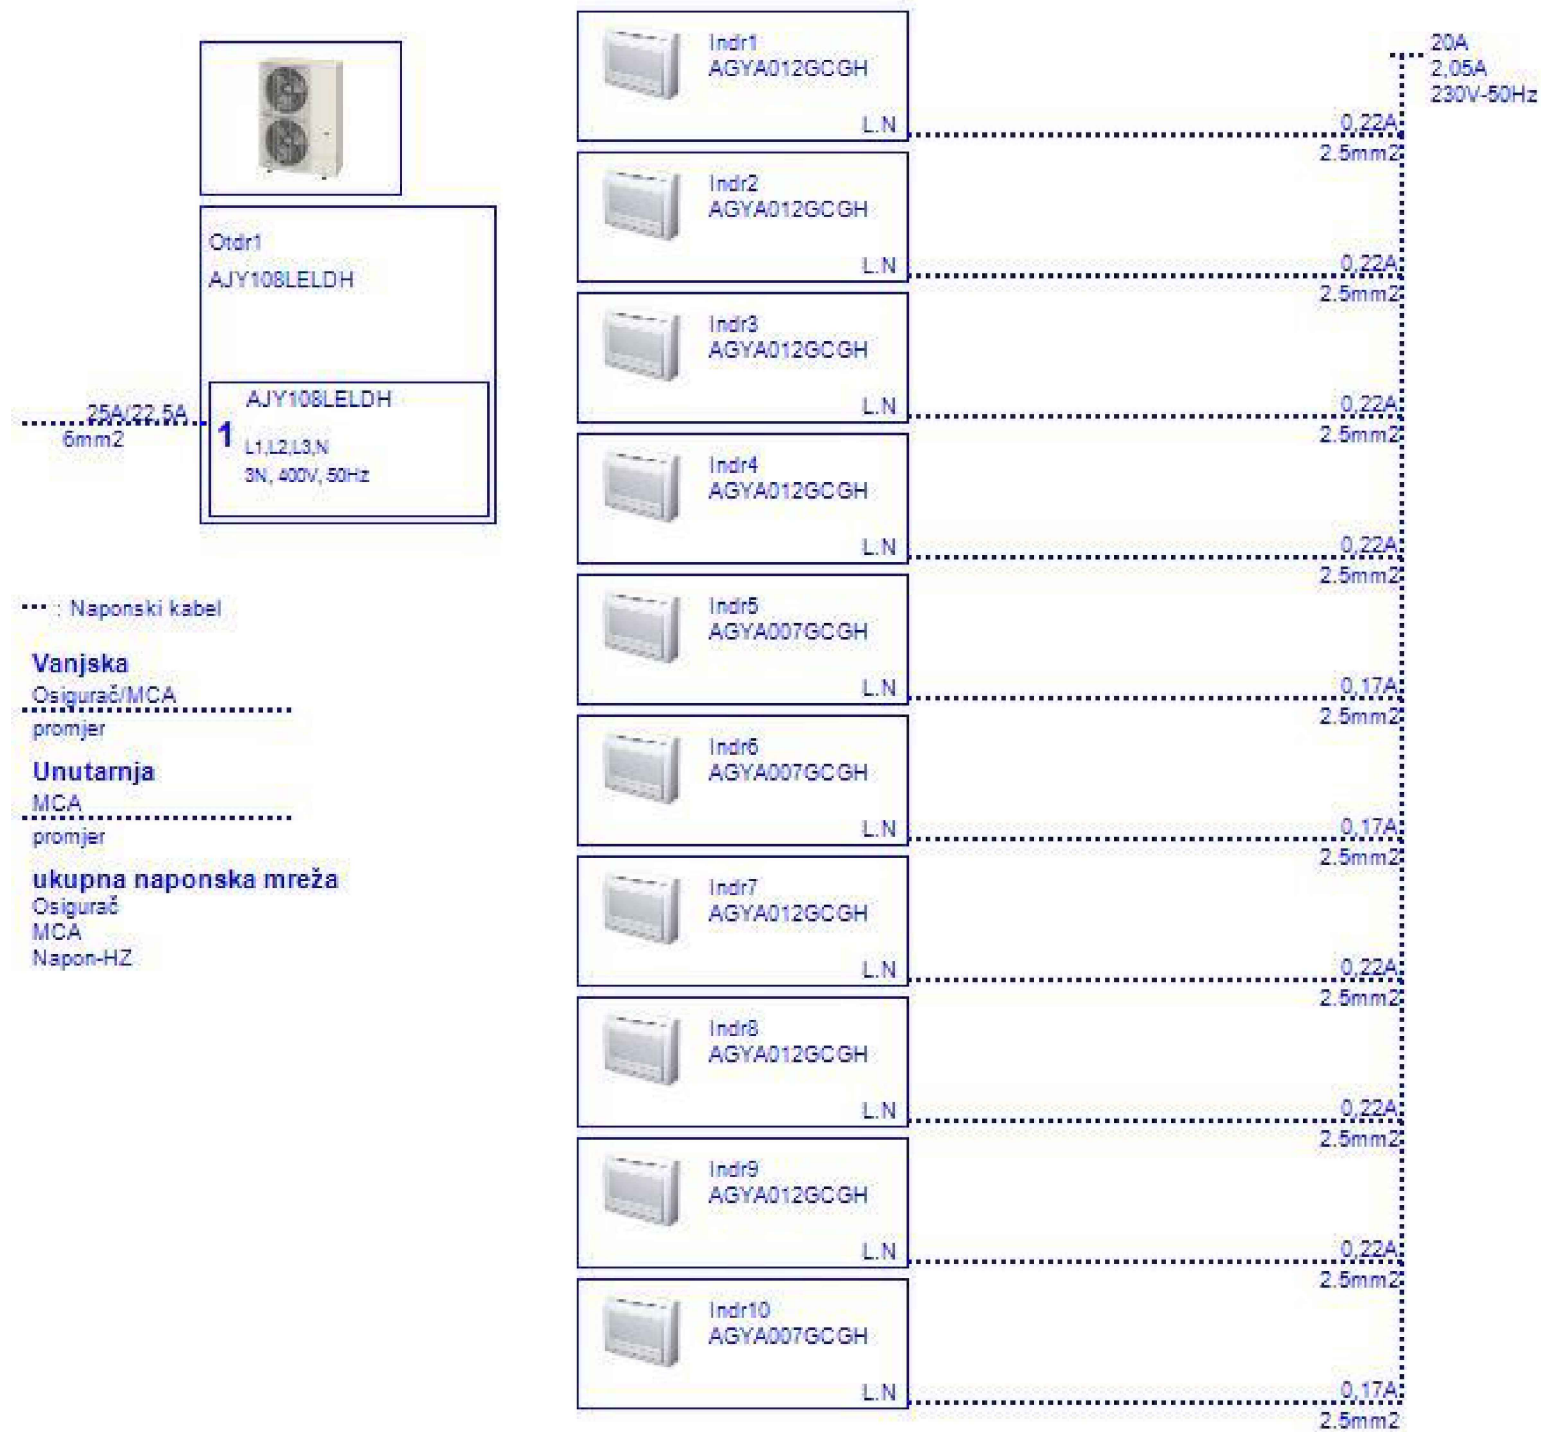 Otdr1
AJY108LELDH
25A/22,5A
6mm2
AJY108LELDH
1
L1,L2,L3,N
3N, 400V, 50Hz
: Naponski kabel
Vanjska
Osigurač/MCA
promjer
Unutarnja
MCA
promjer
ukupna naponska mreža
Osigurač
MCA
Napon-HZ
Indr1
AGYA012GCGH
L.N
0,22A
2.5mm2
Indr2
AGYA012GCGH
L.N
0,22A
2.5mm2
Indr3
AGYA012GCGH
L.N
0,22A
2.5mm2
Indr4
AGYA012GCGH
L.N
0,22A
2.5mm2
Indr5
AGYA007GCGH
L.N
0,17A
2.5mm2
Indr6
AGYA007GCGH
L.N
0,17A
2.5mm2
Indr7
AGYA012GCGH
L.N
0,22A
2.5mm2
Indr8
AGYA012GCGH
L.N
0,22A
2.5mm2
Indr9
AGYA012GCGH
L.N
0,22A
2.5mm2
Indr10
AGYA007GCGH
L.N
0,17A
2.5mm2
20A
2,05A
230V-50Hz